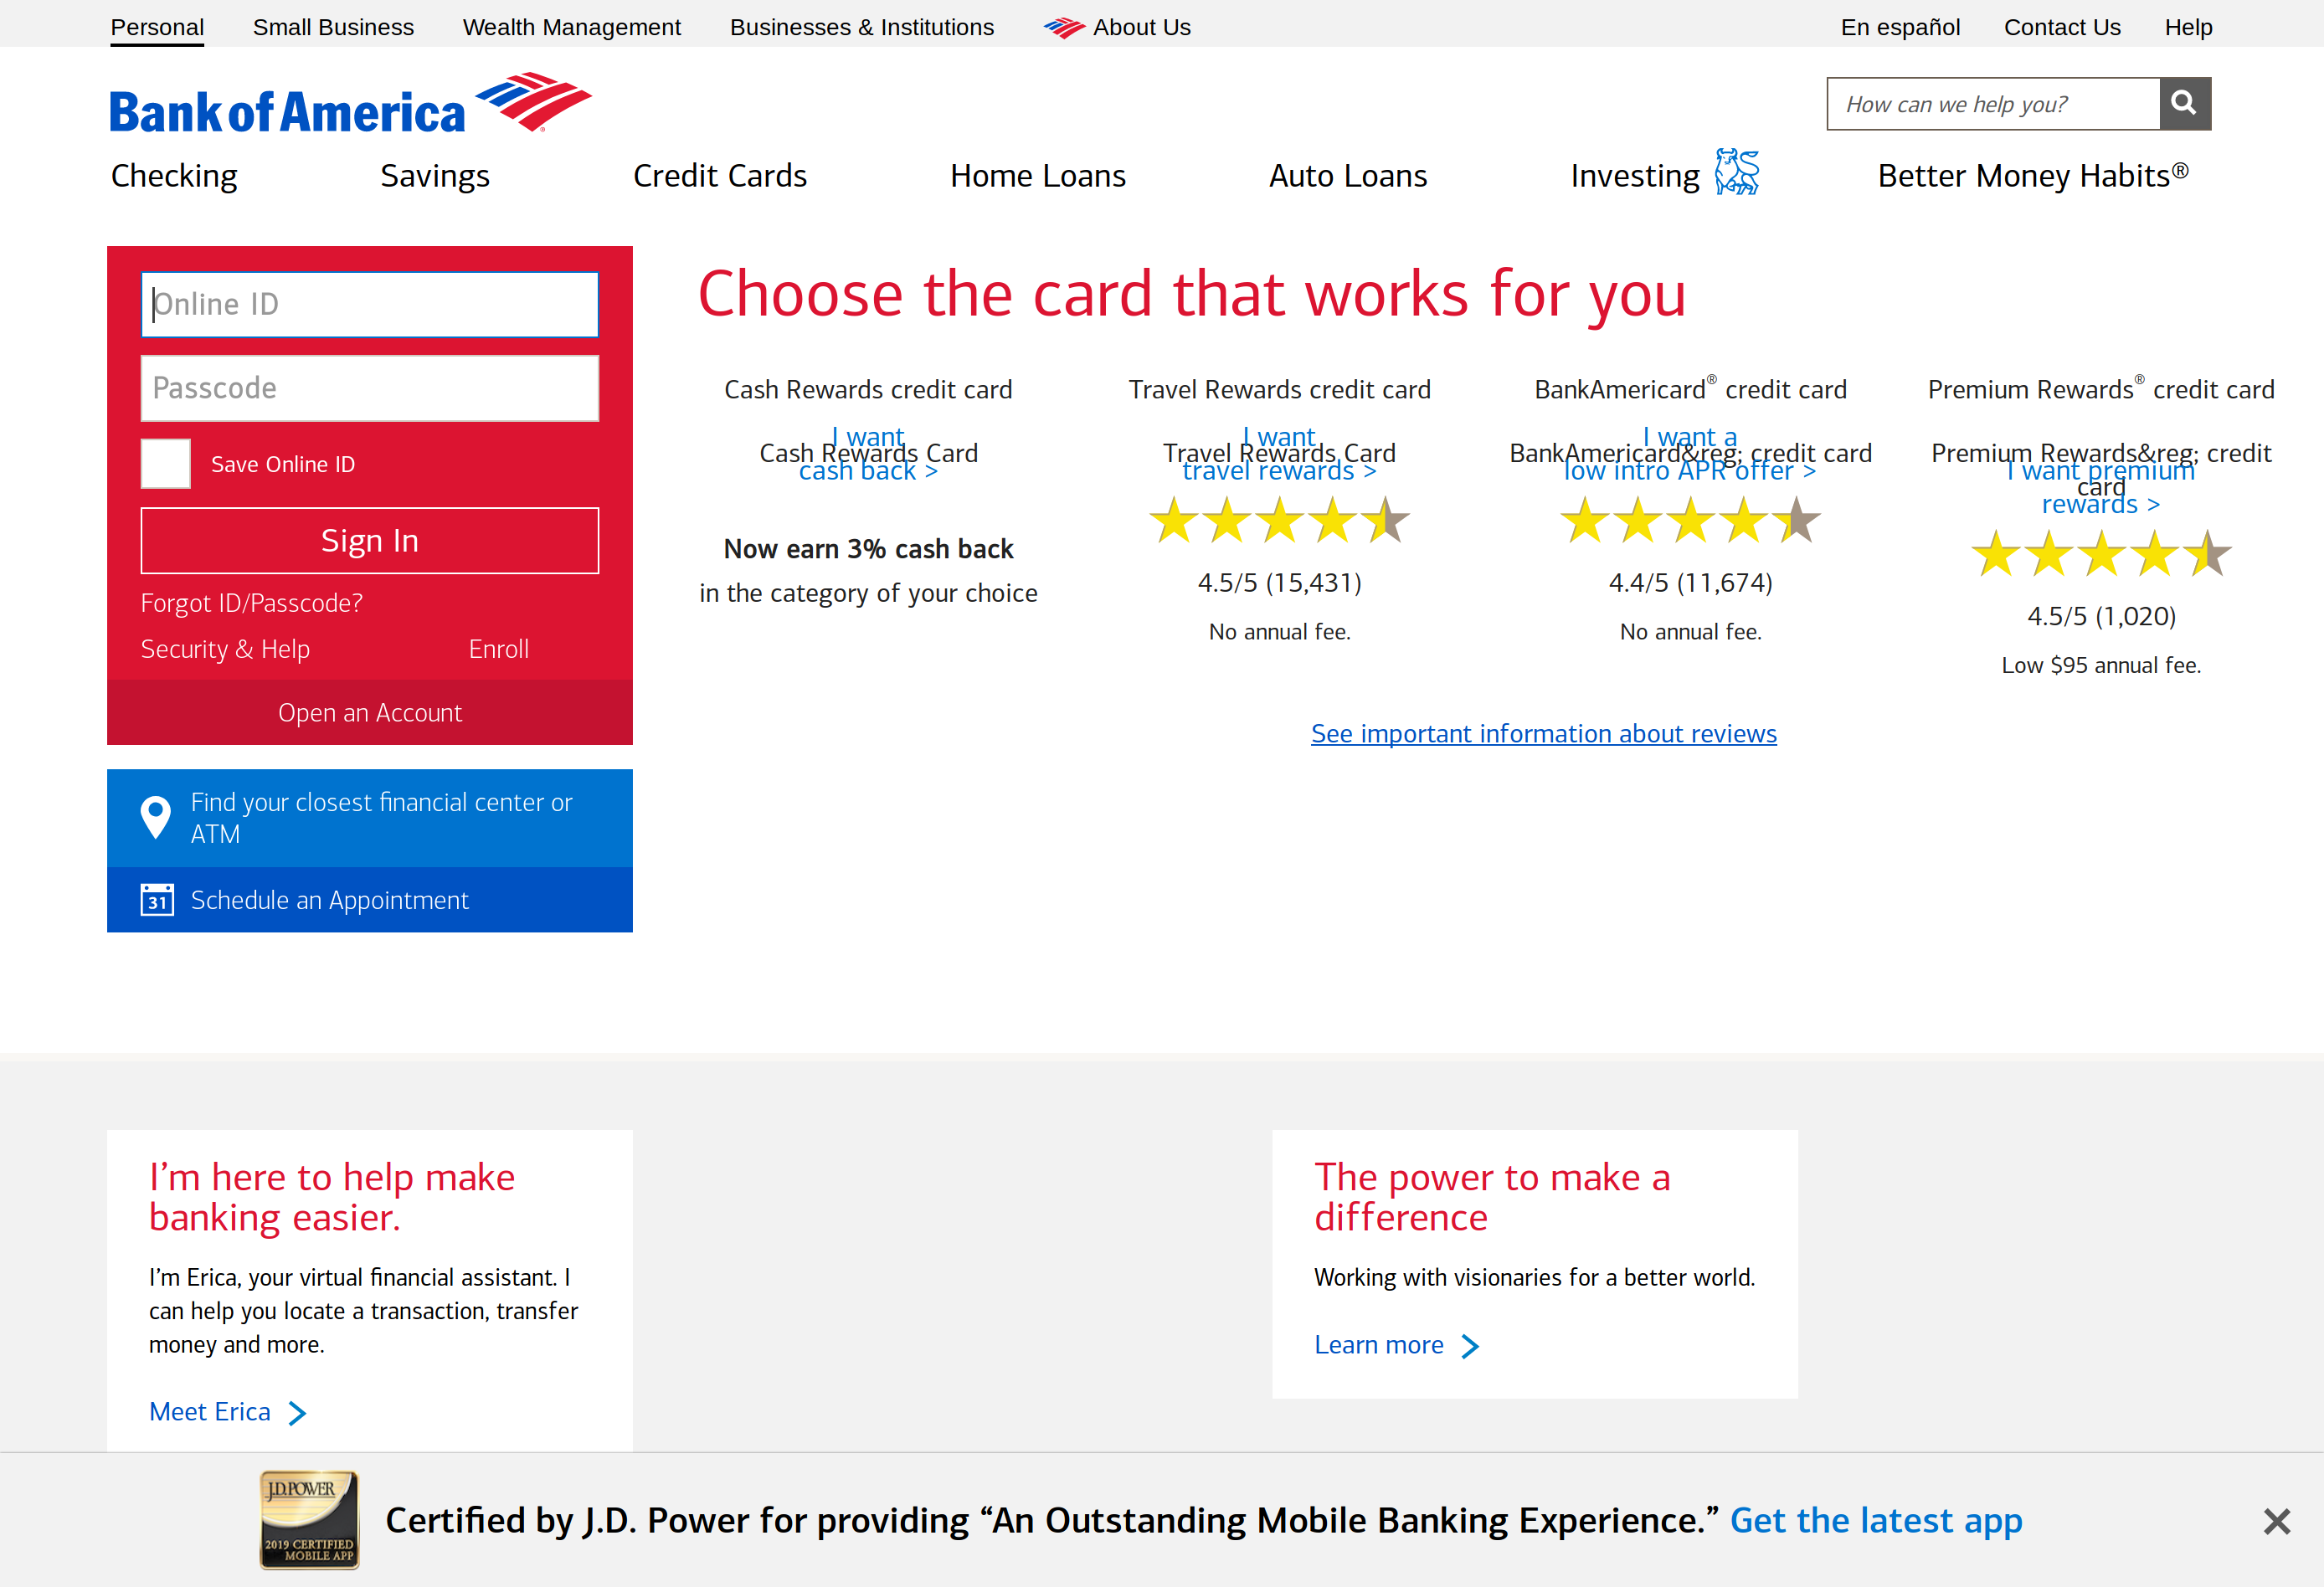 Personal Small Business Wealth Management Businesses & Institutions About Us En español Contact Us Help
Bank of America
How can we help you?
Checking Savings Credit Cards Home Loans Auto Loans Investing Better Money Habits®
Online ID
Passcode
Save Online ID
Sign In
Forgot ID/Passcode?
Security & Help Enroll
Open an Account
Find your closest financial center or
ATM
31 Schedule an Appointment
Choose the card that works for you
Cash Rewards credit card
I want
Cash Rewards Card
cash back >
Now earn 3% cash back
in the category of your choice
Travel Rewards credit card
I want
Travel Rewards Card
travel rewards >
4.5/5 (15,431)
No annual fee.
BankAmericard® credit card
I want a
BankAmericard&reg; credit card
low intro APR offer >
4.4/5 (11,674)
No annual fee.
Premium Rewards® credit card
Premium Rewards&reg; credit
I want premium
card
rewards >
4.5/5 (1,020)
Low $95 annual fee.
See important information about reviews
I'm here to help make
banking easier.
I'm Erica, your virtual financial assistant. I
can help you locate a transaction, transfer
money and more.
Meet Erica
The power to make a
difference
Working with visionaries for a better world.
Learn more
J.D.POWER
2019 CERTIFIED
MOBILE APP
Certified by J.D. Power for providing “An Outstanding Mobile Banking Experience.” Get the latest app